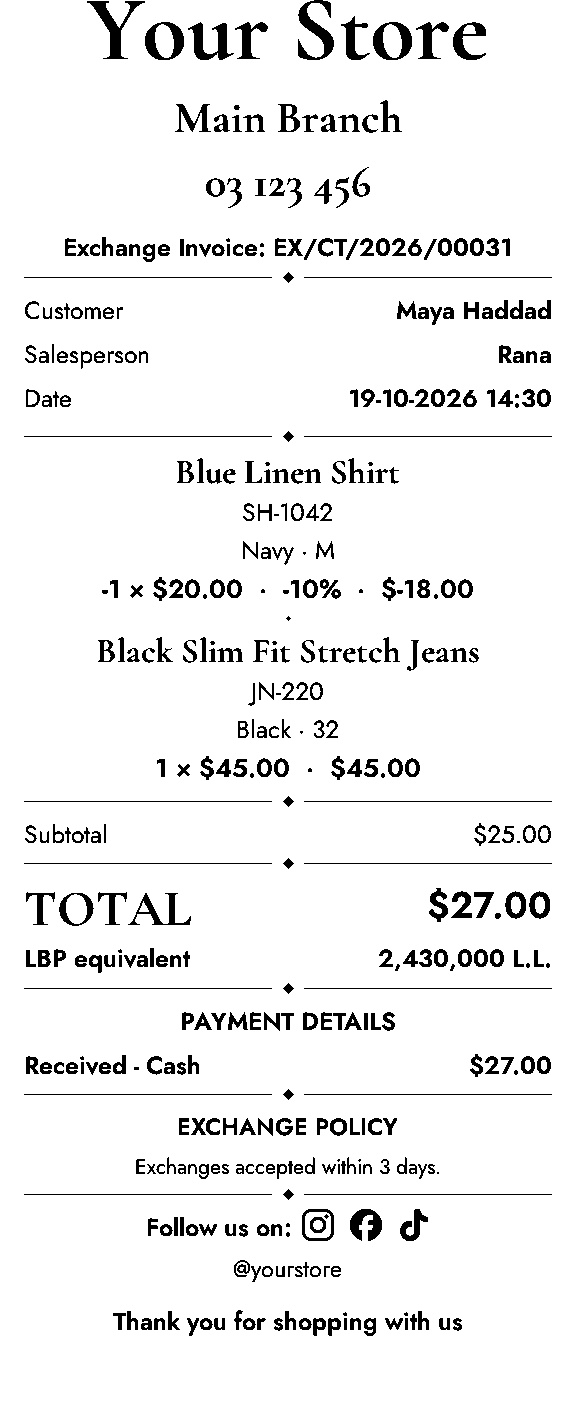 Your Store
Main Branch
03 123 456
Exchange Invoice: EX/CT/2026/00031
Customer Maya Haddad
Salesperson Rana
Date 19-10-2026 14:30
Blue Linen Shirt
SH-1042
Navy · M
-1 × $20.00 · -10% · $-18.00
Black Slim Fit Stretch Jeans
JN-220
Black · 32
1 × $45.00 · $45.00
Subtotal $25.00
TOTAL $27.00
LBP equivalent 2,430,000 L.L.
PAYMENT DETAILS
Received - Cash $27.00
EXCHANGE POLICY
Exchanges accepted within 3 days.
Follow us on:
@yourstore
Thank you for shopping with us